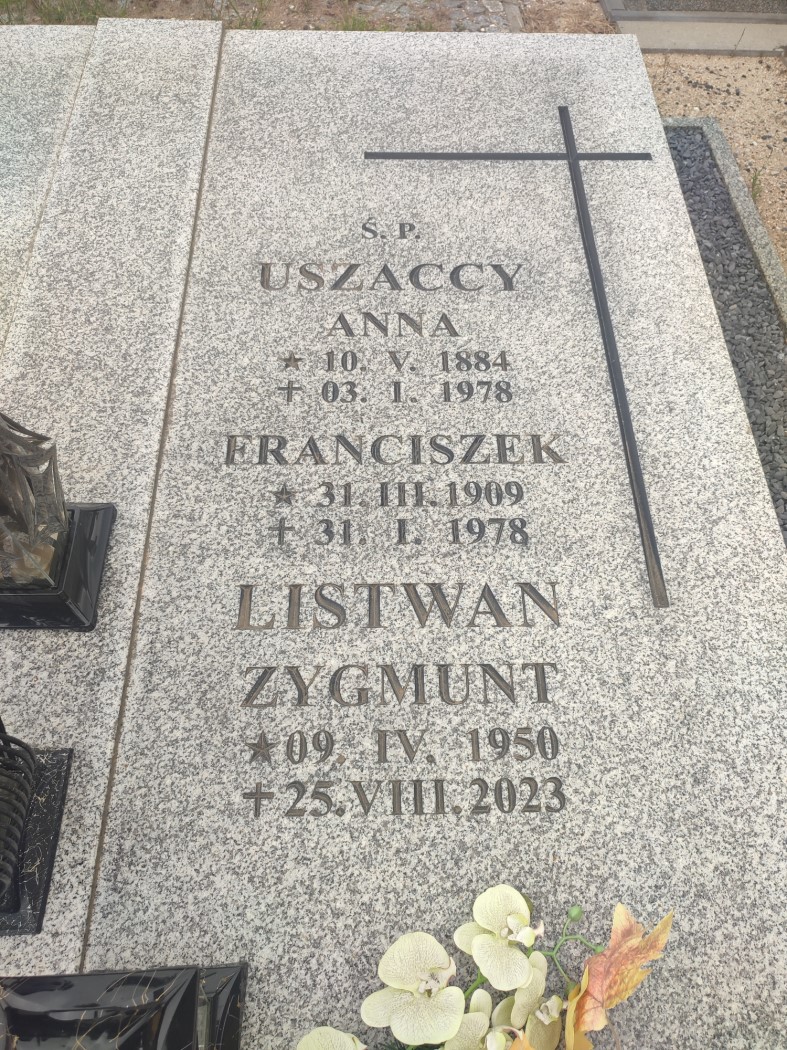 Ś. P.
USZACCY
ANNA
★ 10. V. 1884
✝ 03. I. 1978
FRANCISZEK
★ 31. III. 1909
✝ 31. I. 1978
LISTWAN
ZYGMUNT
★ 09. IV. 1950
✝ 25. VIII. 2023